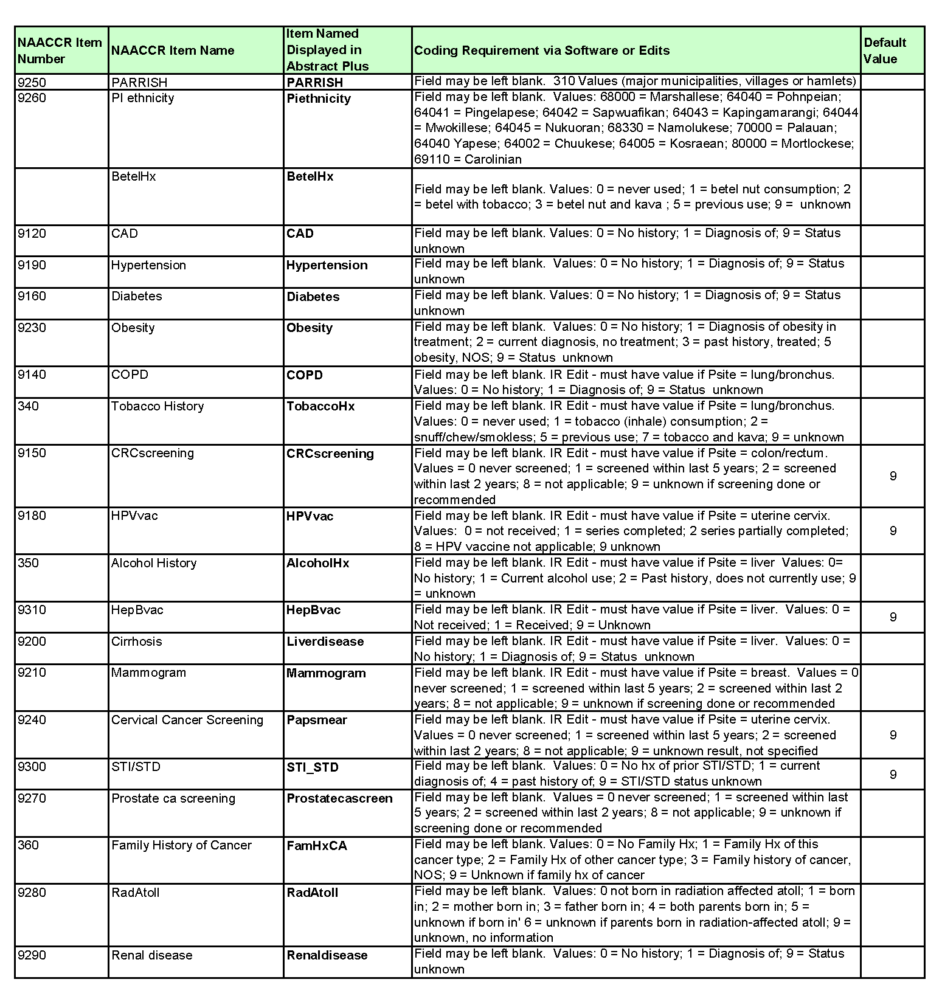 NAACCR Item Number NAACCR Item Name Item Named Displayed in Abstract Plus Coding Requirement via Software or Edits Default Value
9250 PARRISH PARRISH Field may be left blank.  310 Values (major municipalities, villages or hamlets)
9260 PI ethnicity Piethnicity Field may be left blank.  Values: 68000 = Marshallese; 64040 = Pohnpeian;
64041 = Pingelapese; 64042 = Sapwuafikan; 64043 = Kapingamarangi; 64044
= Mwokillese; 64045 = Nukuoran; 68330 = Namolukese; 70000 = Palauan;
64040 Yapese; 64002 = Chuukese; 64005 = Kosraean; 80000 = Mortlockese;
69110 = Carolinian
BetelHx BetelHx
Field may be left blank. Values: 0 = never used; 1 = betel nut consumption; 2
= betel with tobacco; 3 = betel nut and kava ; 5 = previous use; 9 =  unknown
9120 CAD CAD Field may be left blank. Values: 0 = No history; 1 = Diagnosis of; 9 = Status
unknown
9190 Hypertension Hypertension Field may be left blank.  Values: 0 = No history; 1 = Diagnosis of; 9 = Status
unknown
9160 Diabetes Diabetes Field may be left blank. Values: 0 = No history; 1 = Diagnosis of; 9 = Status
unknown
9230 Obesity Obesity Field may be left blank.  Values: 0 = No history; 1 = Diagnosis of obesity in
treatment; 2 = current diagnosis, no treatment; 3 = past history, treated; 5
obesity, NOS; 9 = Status  unknown
9140 COPD COPD Field may be left blank. IR Edit - must have value if Psite = lung/bronchus.
Values: 0 = No history; 1 = Diagnosis of; 9 = Status  unknown
340 Tobacco History TobaccoHx Field may be left blank. IR Edit - must have value if Psite = lung/bronchus.
Values: 0 = never used; 1 = tobacco (inhale) consumption; 2 =
snuff/chew/smokless; 5 = previous use; 7 = tobacco and kava; 9 = unknown
9150 CRCscreening CRCscreening Field may be left blank. IR Edit - must have value if Psite = colon/rectum.
Values = 0 never screened; 1 = screened within last 5 years; 2 = screened
within last 2 years; 8 = not applicable; 9 = unknown if screening done or
recommended
9
9180 HPVvac HPVvac Field may be left blank. IR Edit - must have value if Psite = uterine cervix.
Values:  0 = not received; 1 = series completed; 2 series partially completed; 9
8 = HPV vaccine not applicable; 9 unknown
350 Alcohol History AlcoholHx Field may be left blank. IR Edit - must have value if Psite = liver  Values: 0=
No history; 1 = Current alcohol use; 2 = Past history, does not currently use; 9
= unknown
9310 HepBvac HepBvac Field may be left blank. IR Edit - must have value if Psite = liver.  Values: 0 =
Not received; 1 = Received; 9 = Unknown
9
9200 Cirrhosis Liverdisease Field may be left blank. IR Edit - must have value if Psite = liver.  Values: 0 =
No history; 1 = Diagnosis of; 9 = Status  unknown
9210 Mammogram Mammogram Field may be left blank. IR Edit - must have value if Psite = breast.  Values = 0
never screened; 1 = screened within last 5 years; 2 = screened within last 2
years; 8 = not applicable; 9 = unknown if screening done or recommended
9240 Cervical Cancer Screening Papsmear Field may be left blank. IR Edit - must have value if Psite = uterine cervix.
Values = 0 never screened; 1 = screened within last 5 years; 2 = screened 9
within last 2 years; 8 = not applicable; 9 = unknown result, not specified
9300 STI/STD STI_STD Field may be left blank.  Values: 0 = No hx of prior STI/STD; 1 = current
diagnosis of; 4 = past history of; 9 = STI/STD status unknown
9
9270 Prostate ca screening Prostatecascreen Field may be left blank.  Values = 0 never screened; 1 = screened within last
5 years; 2 = screened within last 2 years; 8 = not applicable; 9 = unknown if
screening done or recommended
360 Family History of Cancer FamHxCA Field may be left blank. Values: 0 = No Family Hx; 1 = Family Hx of this
cancer type; 2 = Family Hx of other cancer type; 3 = Family history of cancer,
NOS; 9 = Unknown if family hx of cancer
9280 RadAtoll RadAtoll Field may be left blank.  Values: 0 not born in radiation affected atoll; 1 = born
in; 2 = mother born in; 3 = father born in; 4 = both parents born in; 5 =
unknown if born in' 6 = unknown if parents born in radiation-affected atoll; 9 =
unknown, no information
9290 Renal disease Renaldisease Field may be left blank.  Values: 0 = No history; 1 = Diagnosis of; 9 = Status
unknown